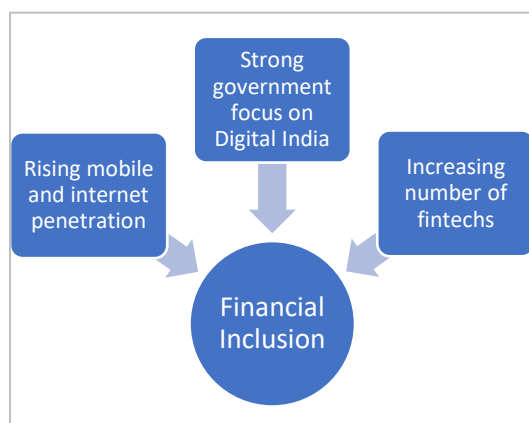 Strong
government
focus on
Digital India
Rising mobile
and internet
penetration
Increasing
number of
fintechs
Financial
Inclusion